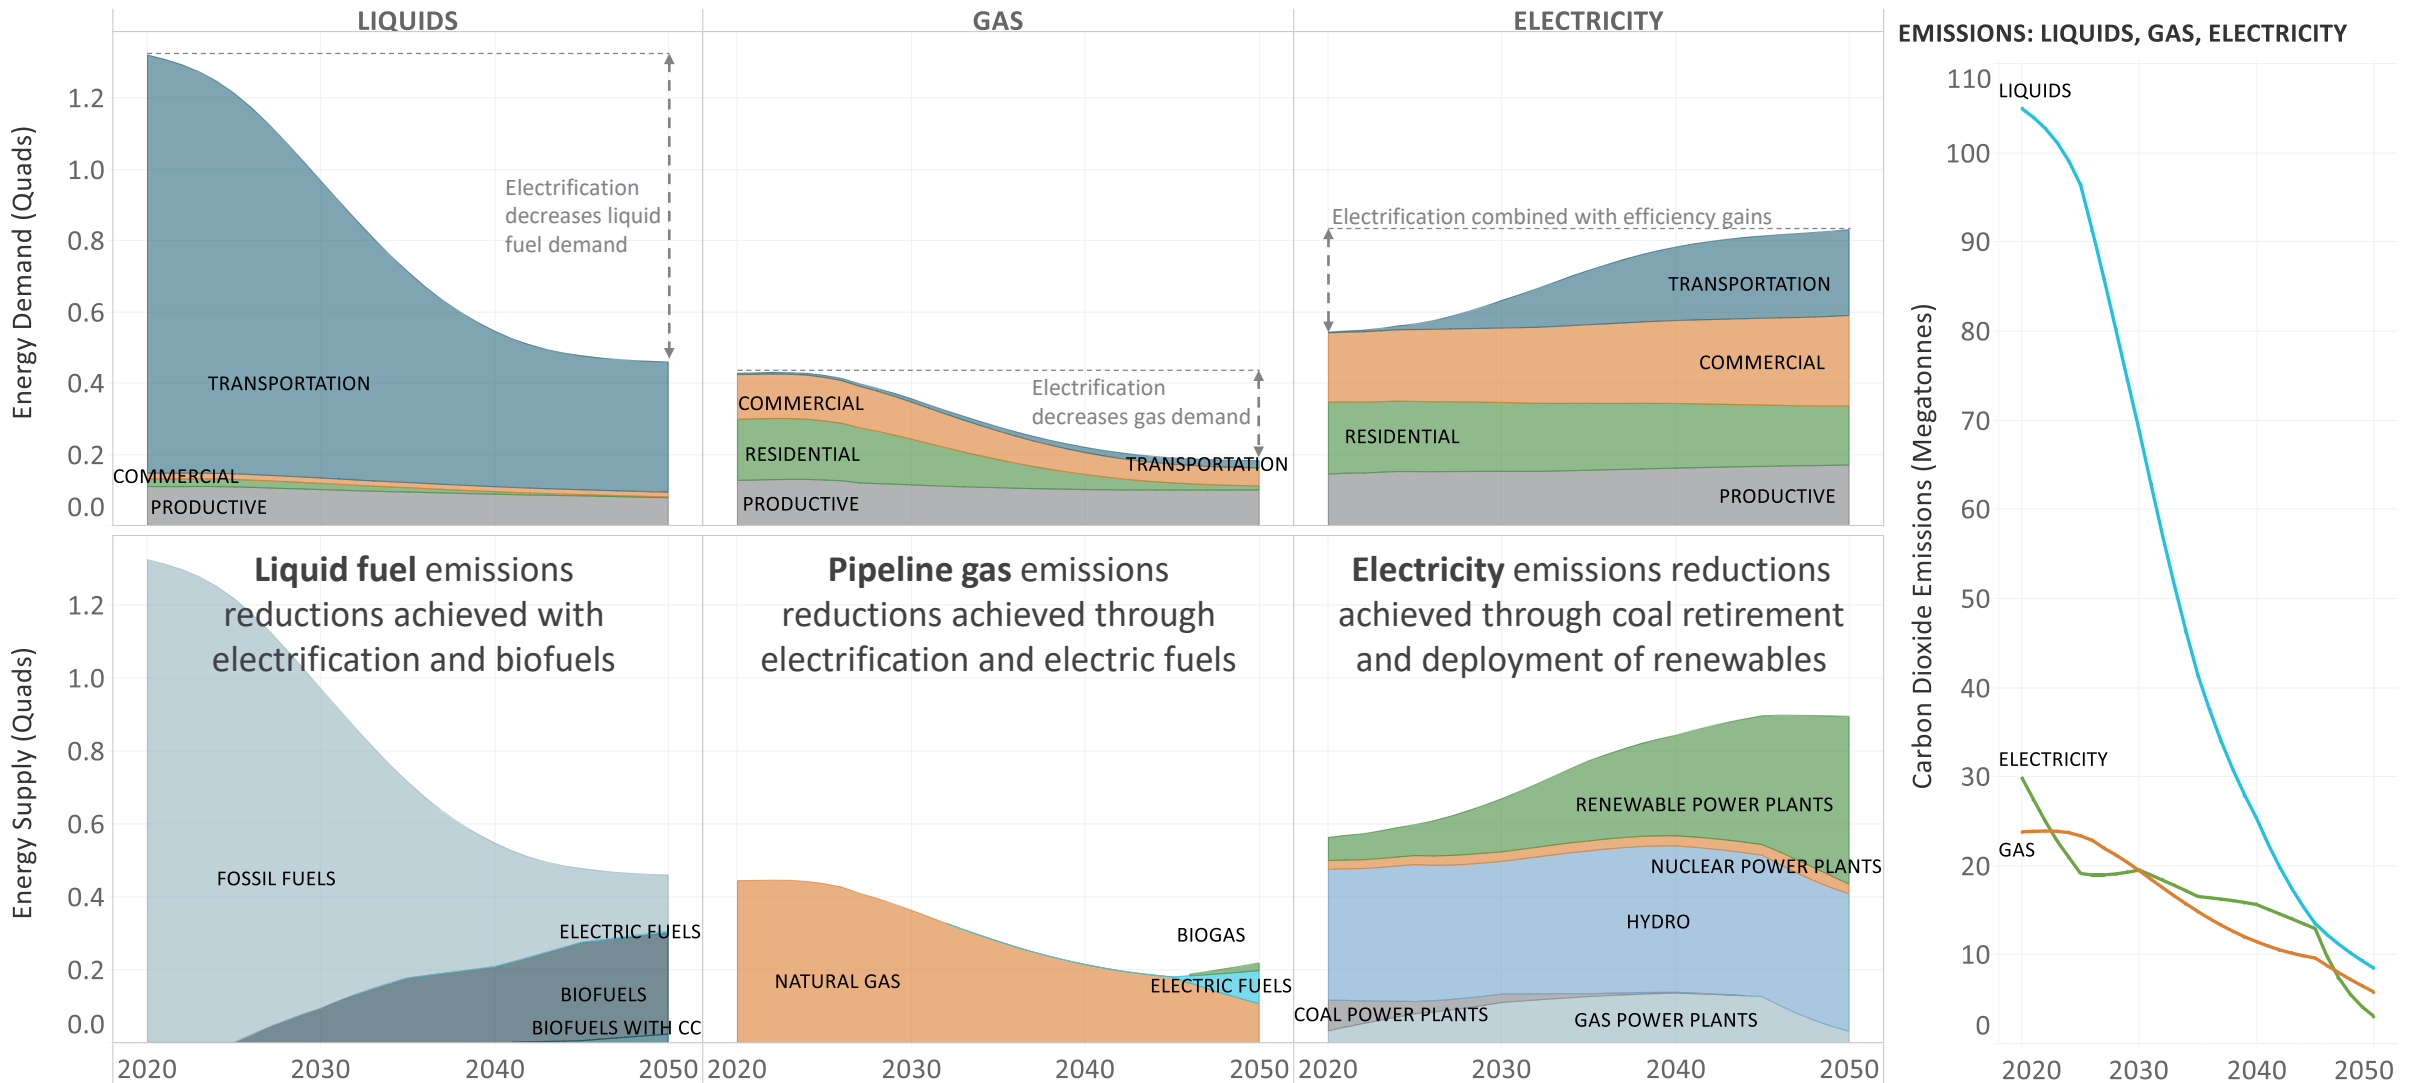 LIQUIDS
GAS
ELECTRICITY
Energy Demand (Quads)
1.2
1.0
0.8
0.6
0.4
0.2
0.0
Electrification
decreases liquid
fuel demand
TRANSPORTATION
COMMERCIAL
PRODUCTIVE
Electrification
decreases gas demand
COMMERCIAL
RESIDENTIAL
TRANSPORTATION
PRODUCTIVE
Electrification combined with efficiency gains
TRANSPORTATION
COMMERCIAL
RESIDENTIAL
PRODUCTIVE
Energy Supply (Quads)
1.2
1.0
0.8
0.6
0.4
0.2
0.0
Liquid fuel emissions
reductions achieved with
electrification and biofuels
FOSSIL FUELS
ELECTRIC FUELS
BIOFUELS
BIOFUELS WITH CC
Pipeline gas emissions
reductions achieved through
electrification and electric fuels
BIOGAS
NATURAL GAS
ELECTRIC FUELS
Electricity emissions reductions
achieved through coal retirement
and deployment of renewables
RENEWABLE POWER PLANTS
NUCLEAR POWER PLANTS
HYDRO
COAL POWER PLANTS
GAS POWER PLANTS
2020 2030 2040 2050
2020 2030 2040 2050
2020 2030 2040 2050
EMISSIONS: LIQUIDS, GAS, ELECTRICITY
Carbon Dioxide Emissions (Megatonnes)
110
100
90
80
70
60
50
40
30
20
10
0
LIQUIDS
ELECTRICITY
GAS
2020 2030 2040 2050